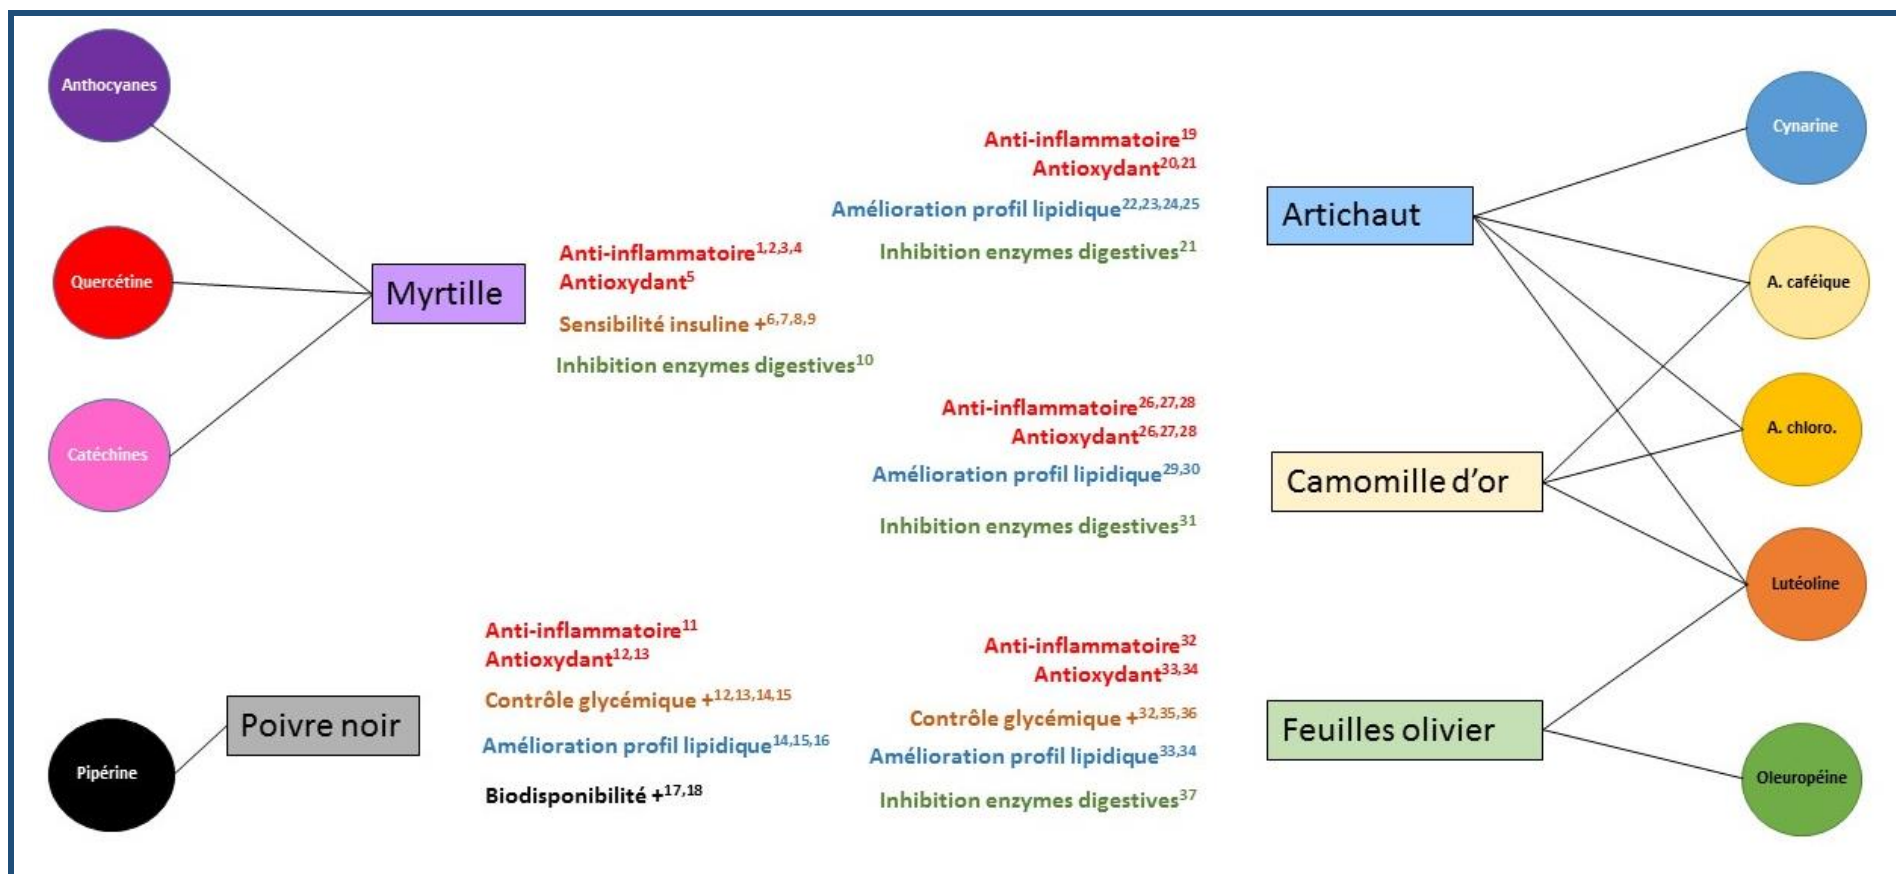 Anthocyanes
Quercétine
Catéchines
Myrtille
Anti-inflammatoire1,2,3,4
Antioxydant5
Sensibilité insuline +6,7,8,9
Inhibition enzymes digestives10
Pipérine
Poivre noir
Anti-inflammatoire11
Antioxydant12,13
Contrôle glycémique +12,13,14,15
Amélioration profil lipidique14,15,16
Biodisponibilité +17,18
Anti-inflammatoire19
Antioxydant20,21
Amélioration profil lipidique22,23,24,25
Inhibition enzymes digestives21
Artichaut
Anti-inflammatoire26,27,28
Antioxydant26,27,28
Amélioration profil lipidique29,30
Inhibition enzymes digestives31
Camomille d’or
Anti-inflammatoire32
Antioxydant33,34
Contrôle glycémique +32,35,36
Amélioration profil lipidique33,34
Inhibition enzymes digestives37
Feuilles olivier
Cynarine
A. caféique
A. chloro.
Lutéoline
Oleuropéine